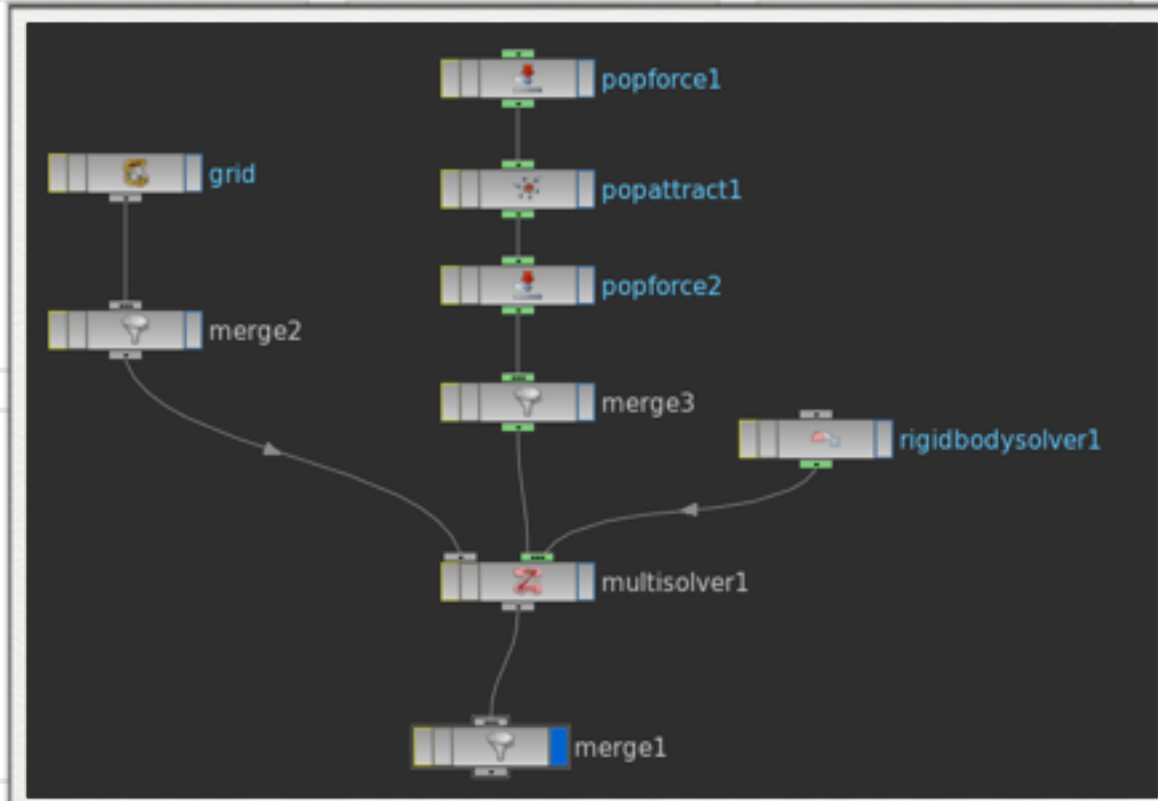 popforce1
grid
popattract1
popforce2
merge2
merge3
rigidbodysolver1
multisolver1
merge1